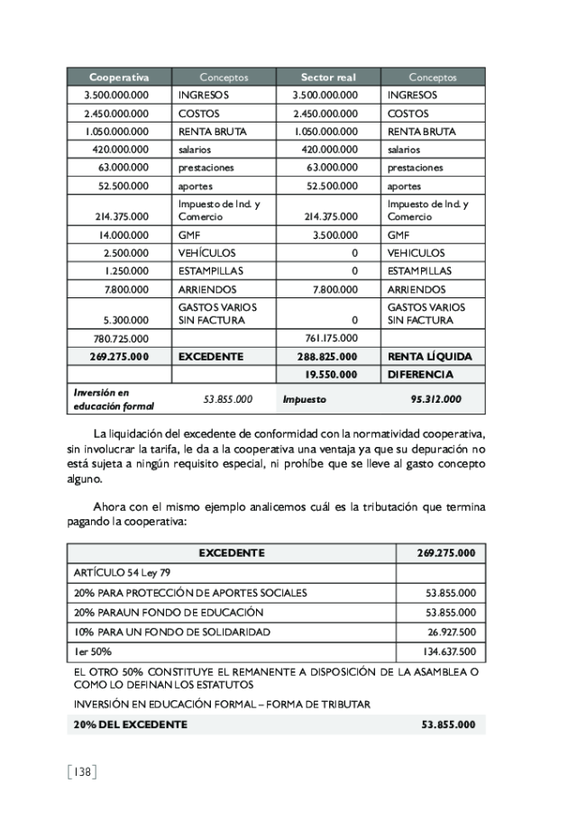 Cooperativa Conceptos Sector real Conceptos
3.500.000.000 INGRESOS 3.500.000.000 INGRESOS
2.450.000.000 COSTOS 2.450.000.000 COSTOS
1.050.000.000 RENTA BRUTA 1.050.000.000 RENTA BRUTA
420.000.000 salarios 420.000.000 salarios
63.000.000 prestaciones 63.000.000 prestaciones
52.500.000 aportes 52.500.000 aportes
Impuesto de Ind. y Impuesto de Ind. y
214.375.000 Comercio 214.375.000 Comercio
14.000.000 GMF 3.500.000 GMF
2.500.000 VEHÍCULOS 0 VEHICULOS
1.250.000 ESTAMPILLAS 0 ESTAMPILLAS
7.800.000 ARRIENDOS 7.800.000 ARRIENDOS
GASTOS VARIOS GASTOS VARIOS
5.300.000 SIN FACTURA 0 SIN FACTURA
780.725.000 761.175.000
269.275.000 EXCEDENTE 288.825.000 RENTA LÍQUIDA
19.550.000 DIFERENCIA
Inversión en
educación formal 53.855.000 Impuesto 95.312.000
La liquidación del excedente de conformidad con la normatividad cooperativa,
sin involucrar la tarifa, le da a la cooperativa una ventaja ya que su depuración no
está sujeta a ningún requisito especial, ni prohíbe que se lleve al gasto concepto
alguno.
Ahora con el mismo ejemplo analicemos cuál es la tributación que termina
pagando la cooperativa:
EXCEDENTE 269.275.000
ARTÍCULO 54 Ley 79
20% PARA PROTECCIÓN DE APORTES SOCIALES 53.855.000
20% PARAUN FONDO DE EDUCACIÓN 53.855.000
10% PARA UN FONDO DE SOLIDARIDAD 26.927.500
1er 50% 134.637.500
EL OTRO 50% CONSTITUYE EL REMANENTE A DISPOSICIÓN DE LA ASAMBLEA O
COMO LO DEFINAN LOS ESTATUTOS
INVERSIÓN EN EDUCACIÓN FORMAL – FORMA DE TRIBUTAR
20% DEL EXCEDENTE 53.855.000
[138]